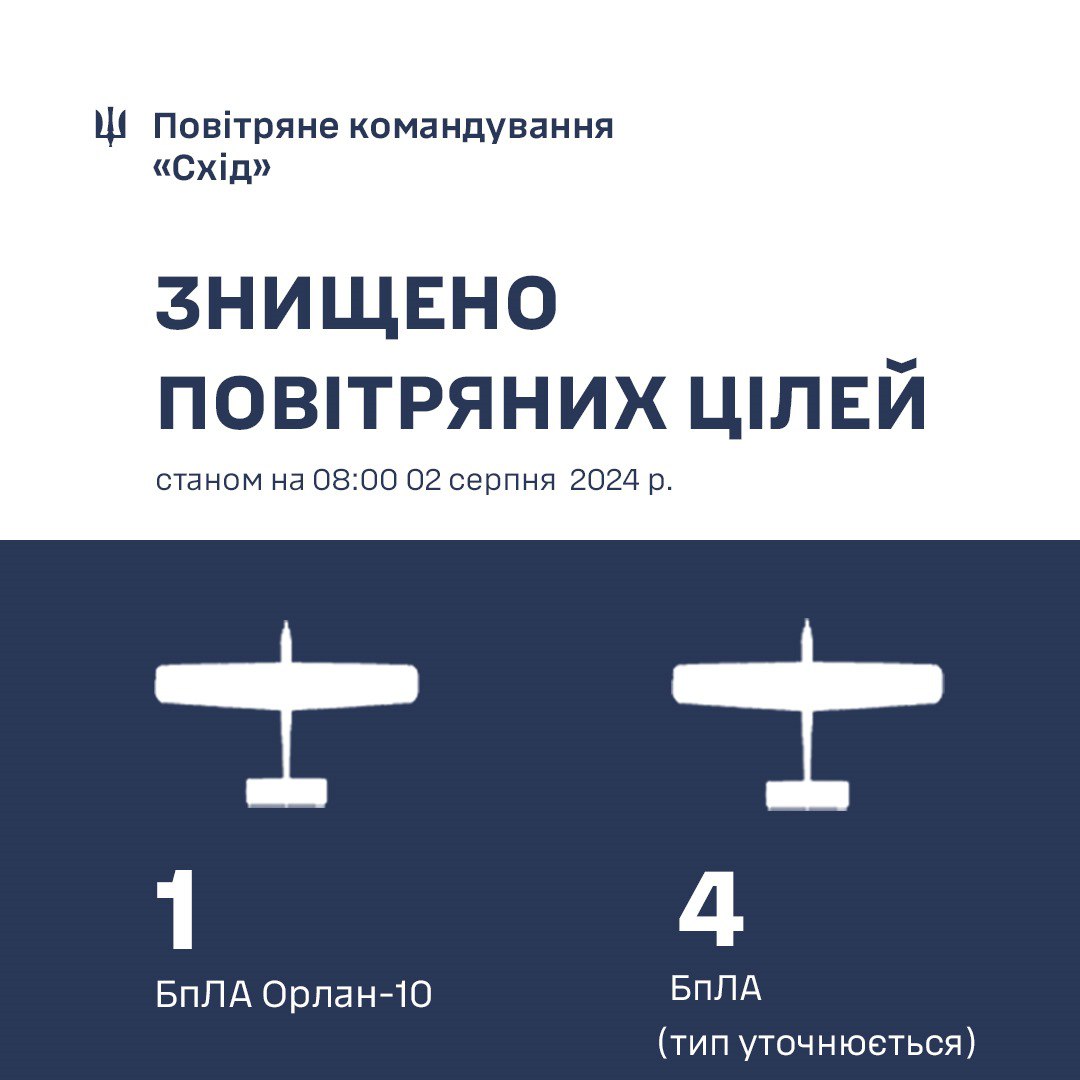 Повітряне командування
«Схід»
ЗНИЩЕНО
ПОВІТРЯНИХ ЦІЛЕЙ
станом на 08:00 02 серпня 2024 р.
1
БпЛА Орлан-10
4
БпЛА
(тип уточнюється)